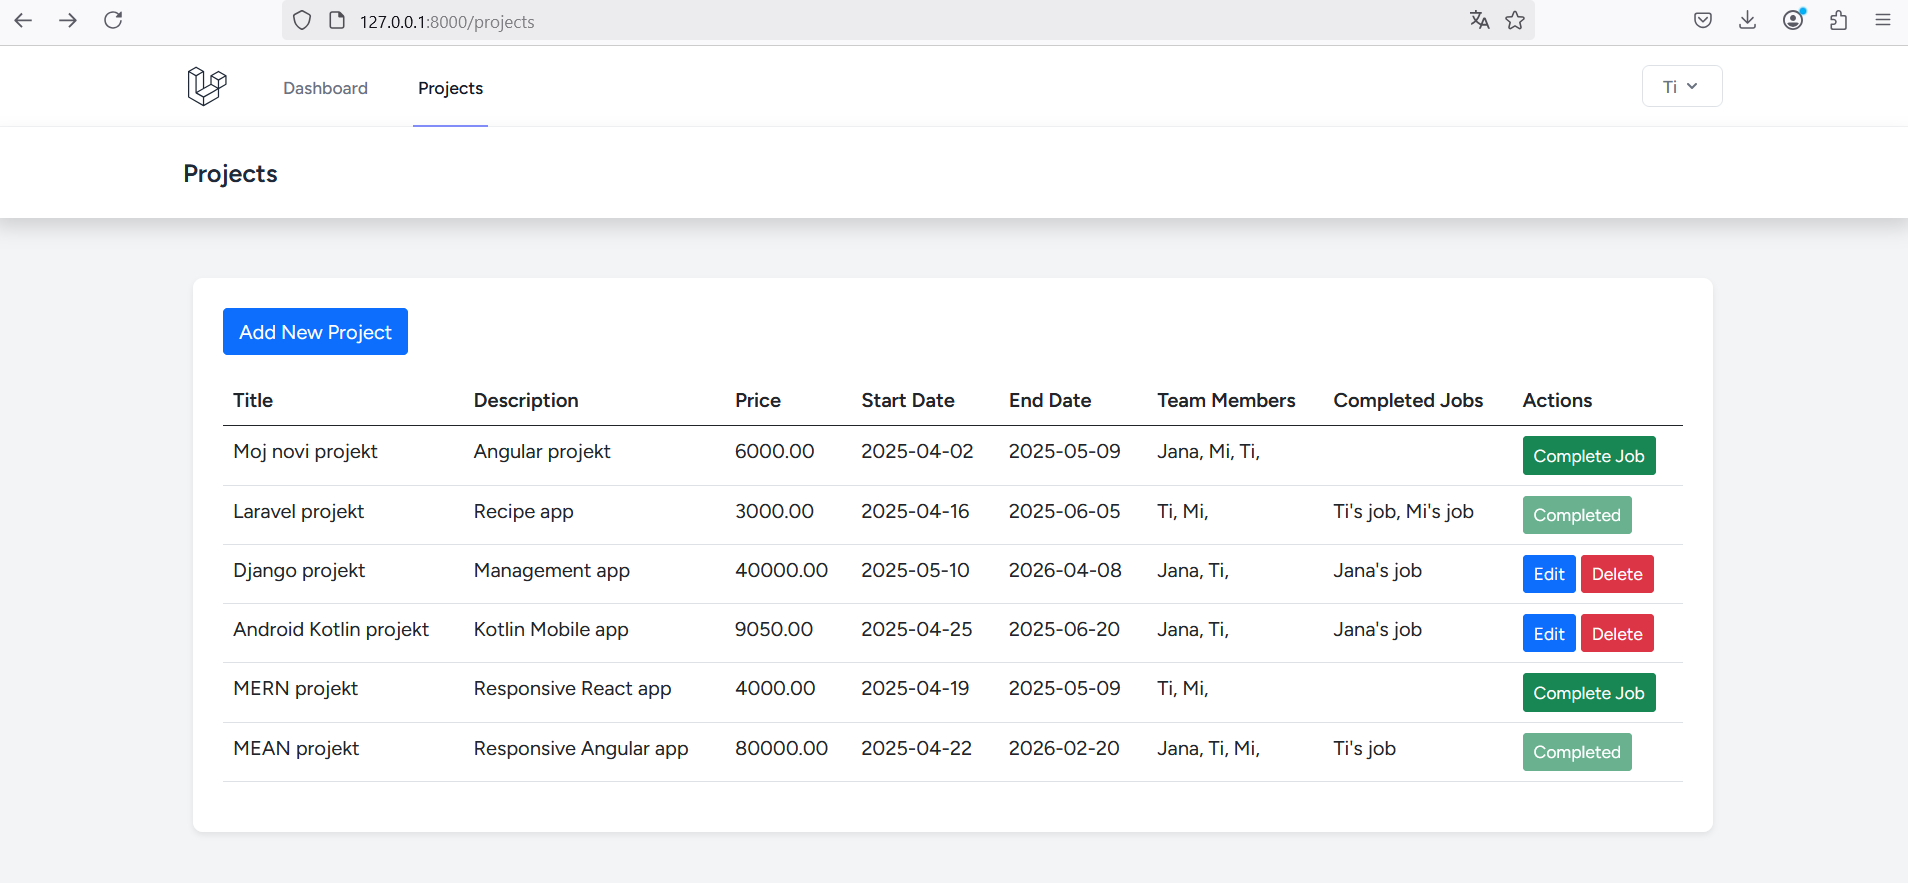 127.0.0.1:8000/projects
Dashboard Projects Ti
Projects
Add New Project
Title Description Price Start Date End Date Team Members Completed Jobs Actions
Moj novi projekt Angular projekt 6000.00 2025-04-02 2025-05-09 Jana, Mi, Ti, Complete Job
Laravel projekt Recipe app 3000.00 2025-04-16 2025-06-05 Ti, Mi, Ti's job, Mi's job Completed
Django projekt Management app 40000.00 2025-05-10 2026-04-08 Jana, Ti, Jana's job Edit Delete
Android Kotlin projekt Kotlin Mobile app 9050.00 2025-04-25 2025-06-20 Jana, Ti, Jana's job Edit Delete
MERN projekt Responsive React app 4000.00 2025-04-19 2025-05-09 Ti, Mi, Complete Job
MEAN projekt Responsive Angular app 80000.00 2025-04-22 2026-02-20 Jana, Ti, Mi, Ti's job Completed